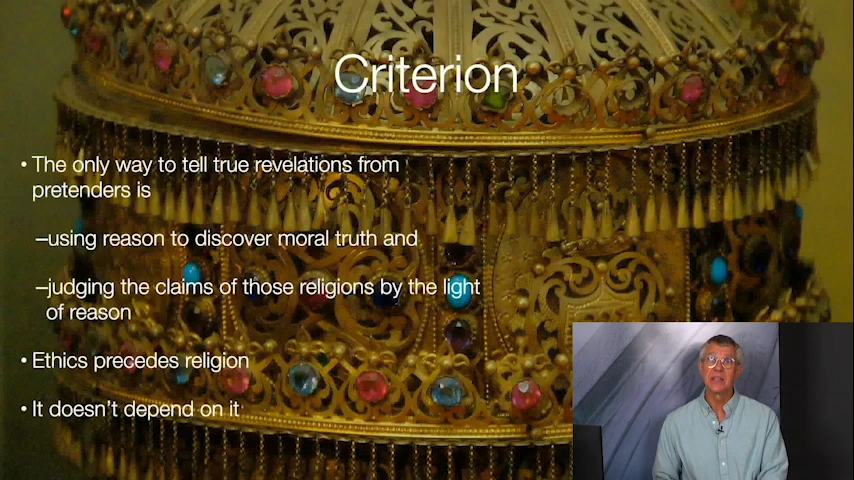 Criterion
• The only way to tell true revelations from
pretenders is
–using reason to discover moral truth and
–judging the claims of those religions by the light
of reason
• Ethics precedes religion
• It doesn’t depend on it